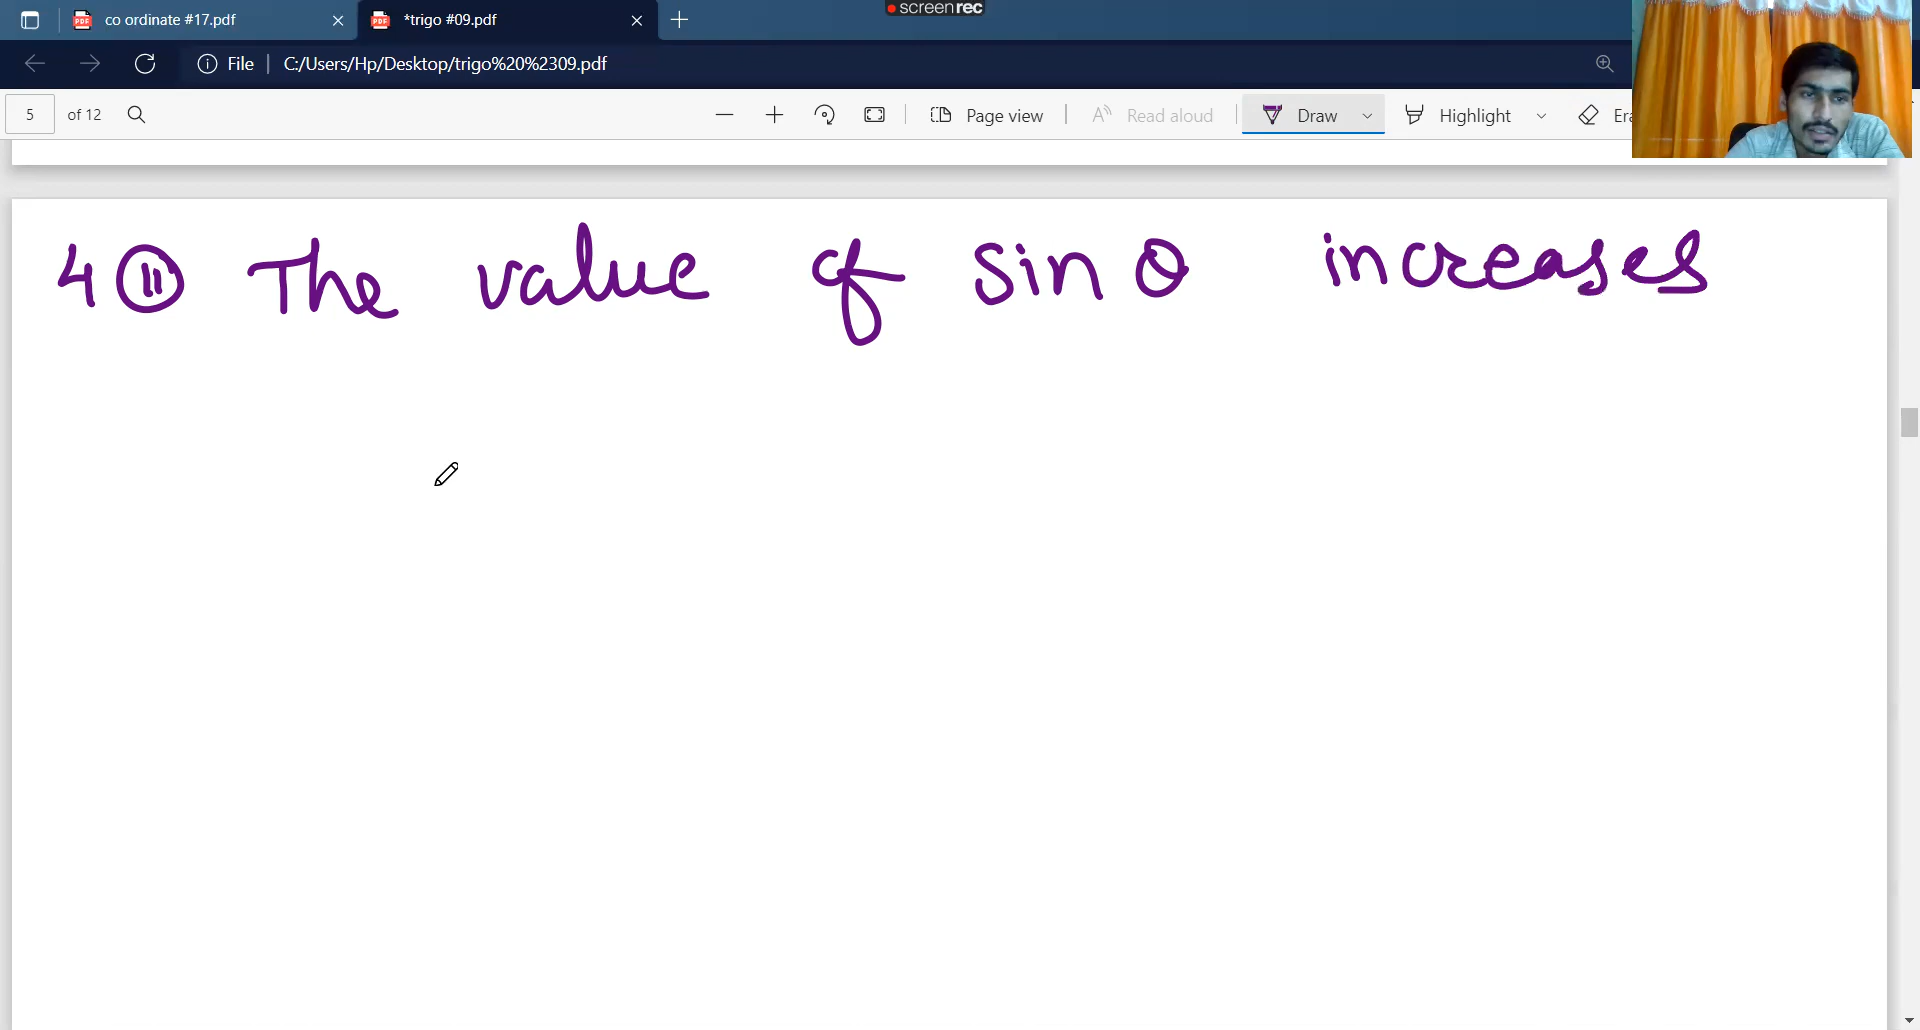 co ordinate #17.pdf
*trigo #09.pdf
screenrec
File
C:/Users/Hp/Desktop/trigo%20%2309.pdf
5 of 12
Page view
Read aloud
Draw
Highlight
Era
4 (ii) The value of sin θ increases